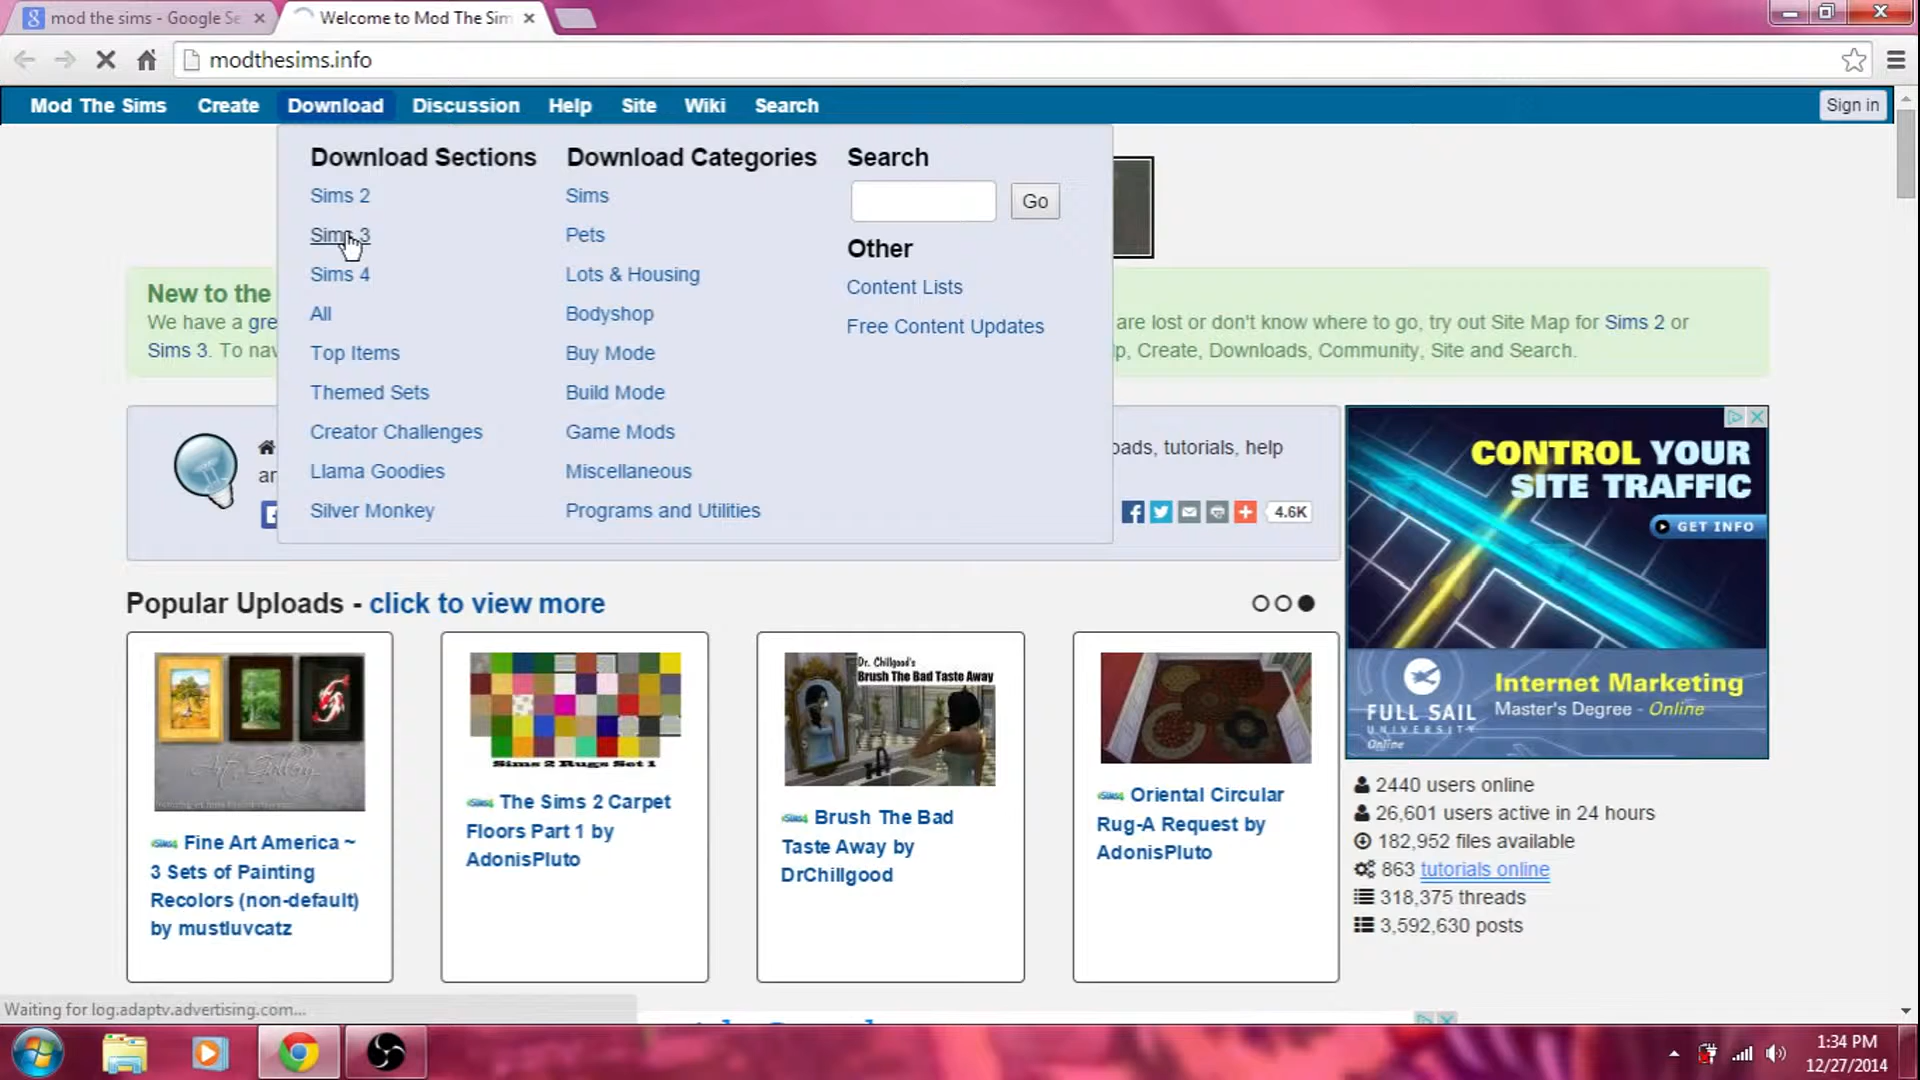 mod the sims - Google Se
Welcome to Mod The Sim
modthesims.info
Mod The Sims Create Download Discussion Help Site Wiki Search
Sign in
Download Sections
Sims 2
Sims 3
Sims 4
All
Top Items
Themed Sets
Creator Challenges
Llama Goodies
Silver Monkey
Download Categories
Sims
Pets
Lots & Housing
Bodyshop
Buy Mode
Build Mode
Game Mods
Miscellaneous
Programs and Utilities
Search
Go
Other
Content Lists
Free Content Updates
New to the
We have a gre
are lost or don't know where to go, try out Site Map for Sims 2 or
Sims 3. To nav
p, Create, Downloads, Community, Site and Search.
oads, tutorials, help
an
4.6K
CONTROL YOUR
SITE TRAFFIC
GET INFO
FULL SAIL
UNIVERSITY
Online
Internet Marketing
Master's Degree - Online
Popular Uploads - click to view more
Art Gallery
Fine Art America ~
3 Sets of Painting
Recolors (non-default)
by mustluvcatz
Sims 2 Rugs Set 1
The Sims 2 Carpet
Floors Part 1 by
AdonisPluto
Dr. Chillgood's
Brush The Bad Taste Away
Brush The Bad
Taste Away by
DrChillgood
Oriental Circular
Rug-A Request by
AdonisPluto
2440 users online
26,601 users active in 24 hours
182,952 files available
863 tutorials online
318,375 threads
3,592,630 posts
Waiting for log.adaptv.advertising.com...
1:34 PM
12/27/2014